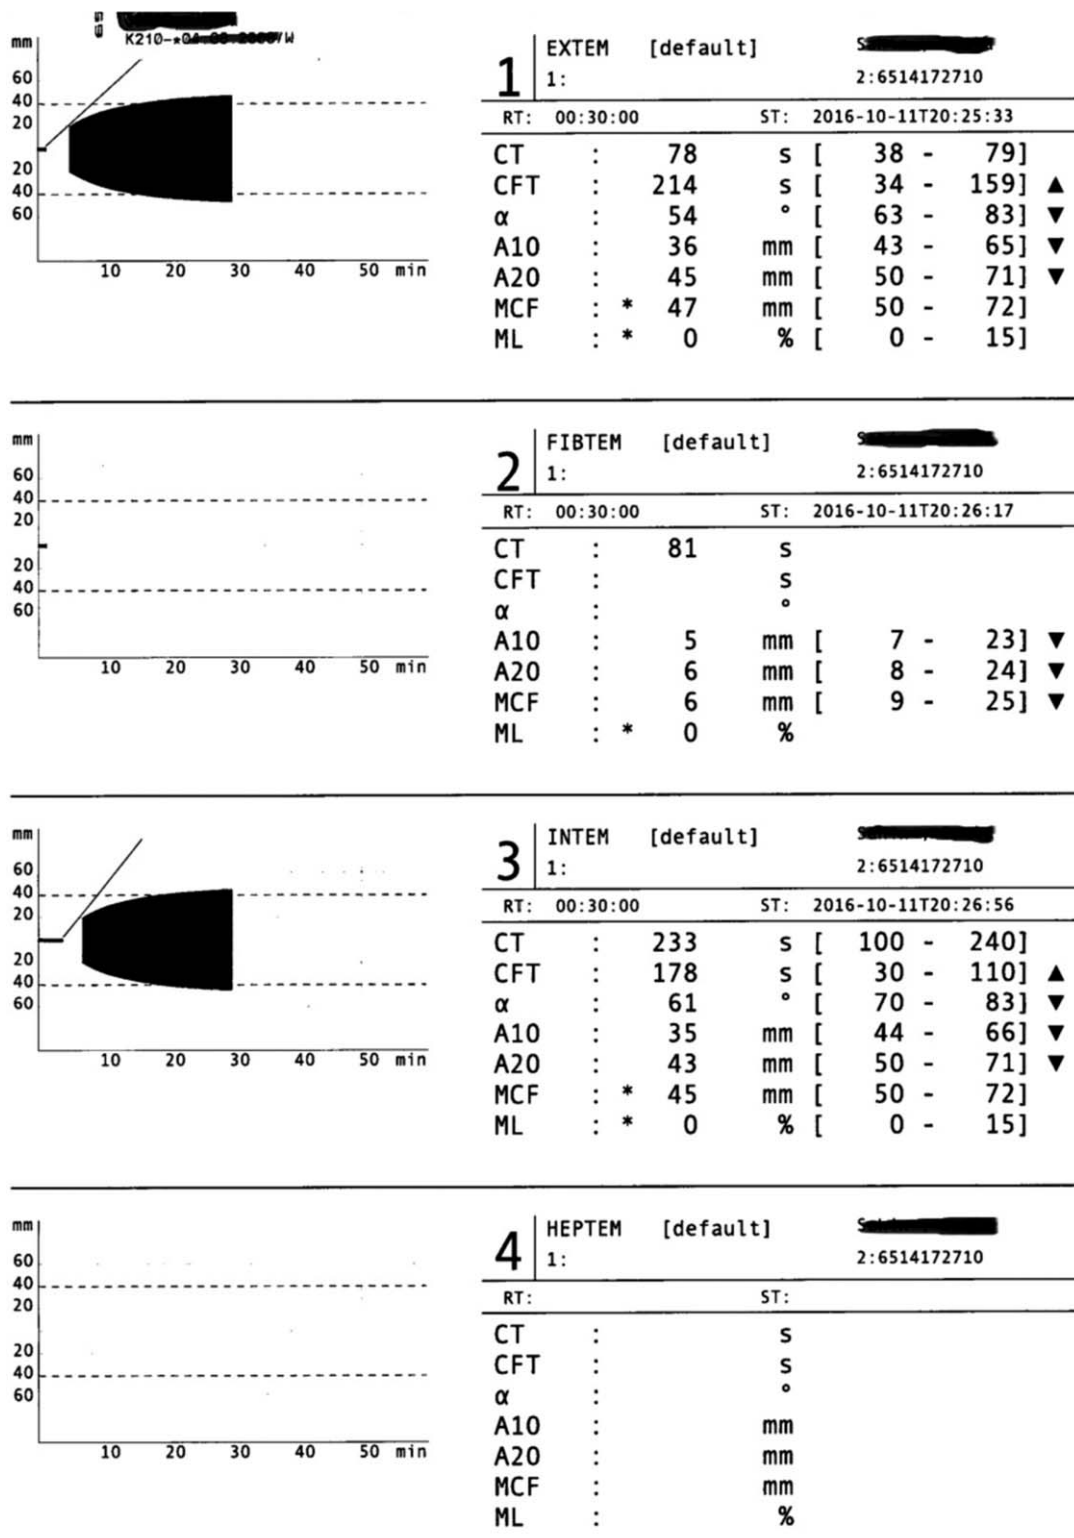 K210-*
mm
60
40
20
20
40
60
10 20 30 40 50 min
1
EXTEM [default]
1: 2:6514172710
RT: 00:30:00 ST: 2016-10-11T20:25:33
CT : 78 s [ 38 - 79]
CFT : 214 s [ 34 - 159] ▲
α : 54 ° [ 63 - 83] ▼
A10 : 36 mm [ 43 - 65] ▼
A20 : 45 mm [ 50 - 71] ▼
MCF : * 47 mm [ 50 - 72]
ML : * 0 % [ 0 - 15]
mm
60
40
20
20
40
60
10 20 30 40 50 min
2
FIBTEM [default]
1: 2:6514172710
RT: 00:30:00 ST: 2016-10-11T20:26:17
CT : 81 s
CFT : s
α : °
A10 : 5 mm [ 7 - 23] ▼
A20 : 6 mm [ 8 - 24] ▼
MCF : 6 mm [ 9 - 25] ▼
ML : * 0 %
mm
60
40
20
20
40
60
10 20 30 40 50 min
3
INTEM [default]
1: 2:6514172710
RT: 00:30:00 ST: 2016-10-11T20:26:56
CT : 233 s [ 100 - 240]
CFT : 178 s [ 30 - 110] ▲
α : 61 ° [ 70 - 83] ▼
A10 : 35 mm [ 44 - 66] ▼
A20 : 43 mm [ 50 - 71] ▼
MCF : * 45 mm [ 50 - 72]
ML : * 0 % [ 0 - 15]
mm
60
40
20
20
40
60
10 20 30 40 50 min
4
HEPTEM [default]
1: 2:6514172710
RT: ST:
CT : s
CFT : s
α : °
A10 : mm
A20 : mm
MCF : mm
ML : %